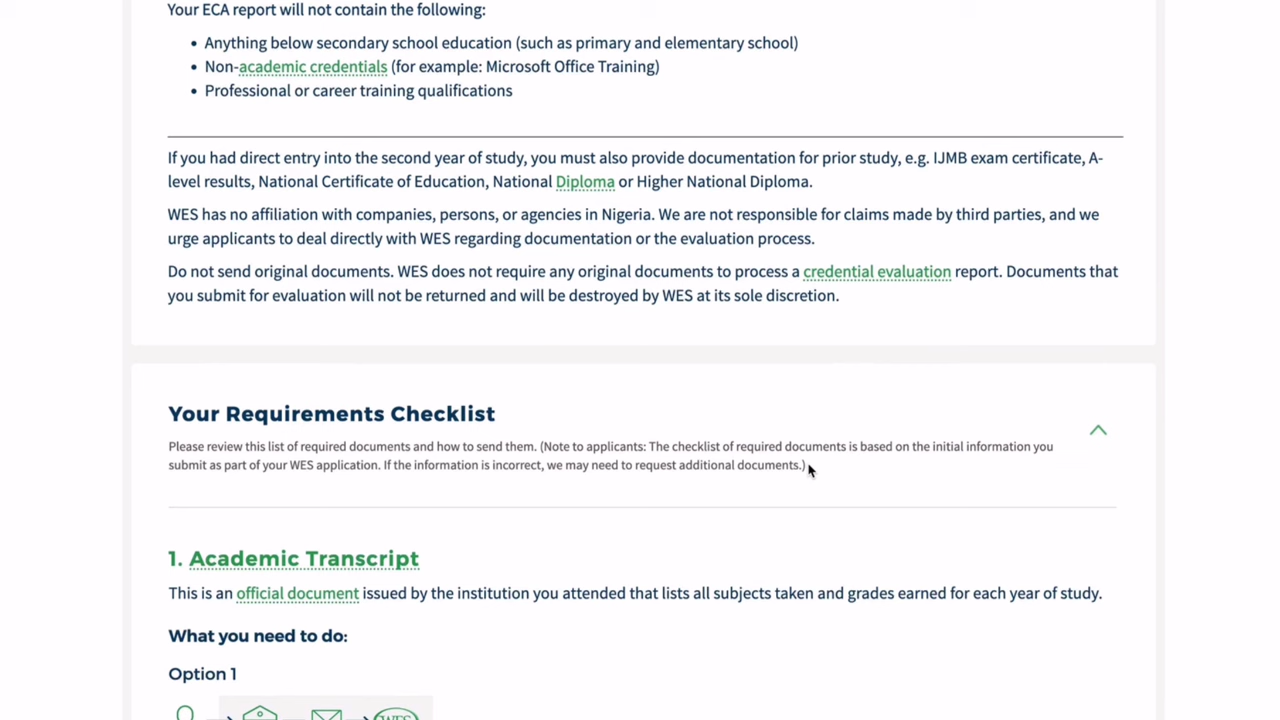 Your ECA report will not contain the following:
• Anything below secondary school education (such as primary and elementary school)
• Non-academic credentials (for example: Microsoft Office Training)
• Professional or career training qualifications
If you had direct entry into the second year of study, you must also provide documentation for prior study, e.g. IJMB exam certificate, A-
level results, National Certificate of Education, National Diploma or Higher National Diploma.
WES has no affiliation with companies, persons, or agencies in Nigeria. We are not responsible for claims made by third parties, and we
urge applicants to deal directly with WES regarding documentation or the evaluation process.
Do not send original documents. WES does not require any original documents to process a credential evaluation report. Documents that
you submit for evaluation will not be returned and will be destroyed by WES at its sole discretion.
Your Requirements Checklist
Please review this list of required documents and how to send them. (Note to applicants: The checklist of required documents is based on the initial information you
submit as part of your WES application. If the information is incorrect, we may need to request additional documents.)
1. Academic Transcript
This is an official document issued by the institution you attended that lists all subjects taken and grades earned for each year of study.
What you need to do:
Option 1
WES